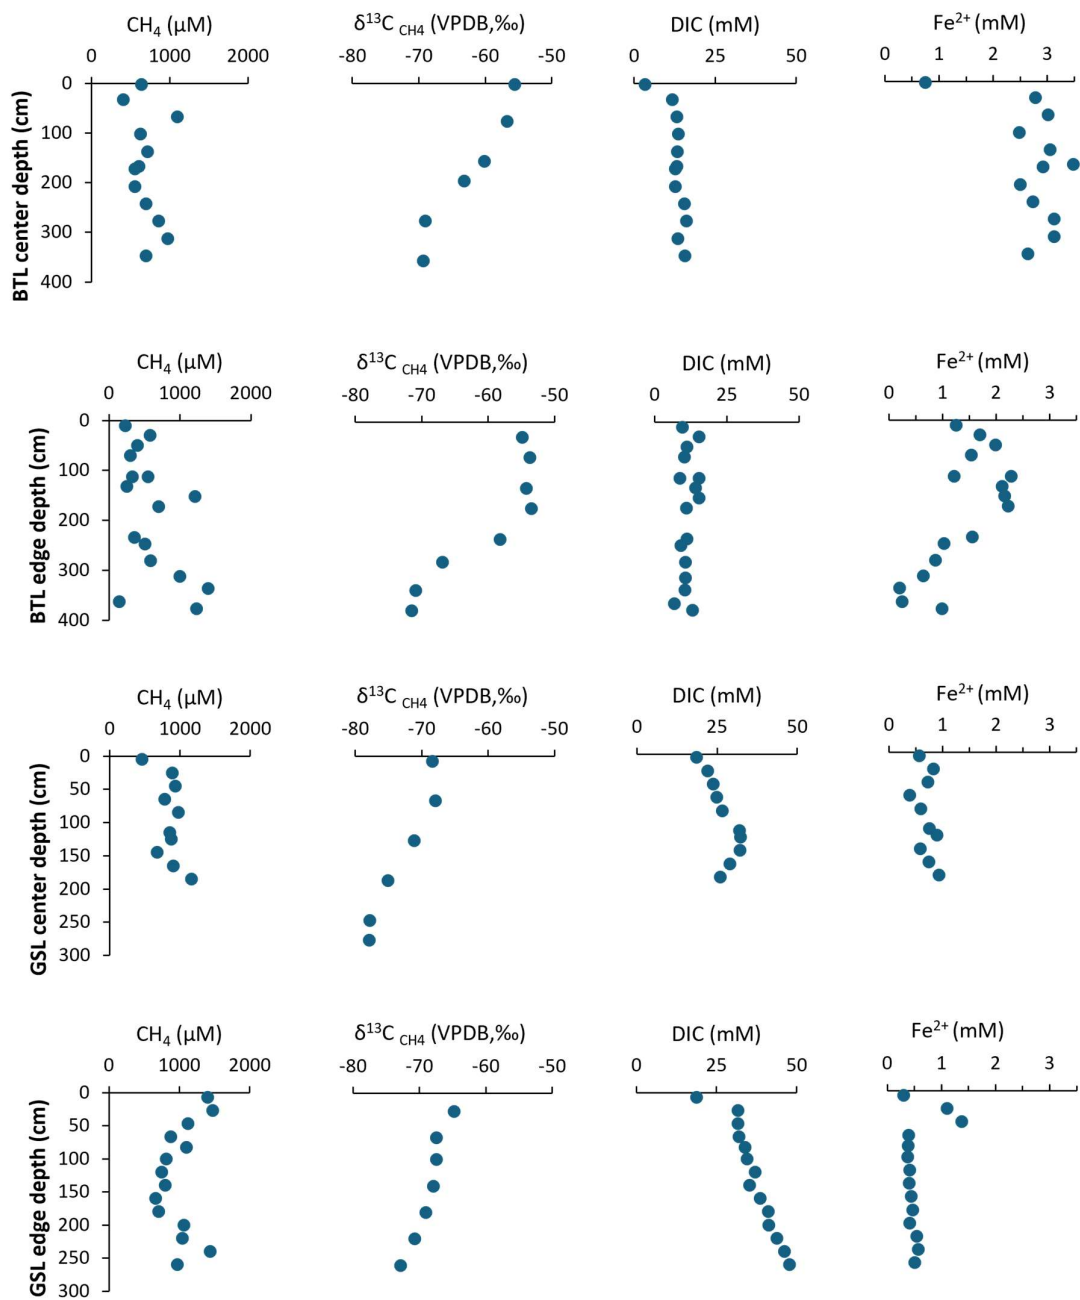 CH4 (µM) δ13C CH4 (VPDB,‰) DIC (mM) Fe2+ (mM)
0 1000 2000 -80 -70 -60 -50 0 25 50 0 1 2 3
BTL center depth (cm)
0
100
200
300
400
CH4 (µM) δ13C CH4 (VPDB,‰) DIC (mM) Fe2+ (mM)
0 1000 2000 -80 -70 -60 -50 0 25 50 0 1 2 3
BTL edge depth (cm)
0
100
200
300
400
CH4 (µM) δ13C CH4 (VPDB,‰) DIC (mM) Fe2+ (mM)
0 1000 2000 -80 -70 -60 -50 0 25 50 0 1 2 3
GSL center depth (cm)
0
50
100
150
200
250
300
CH4 (µM) δ13C CH4 (VPDB,‰) DIC (mM) Fe2+ (mM)
0 1000 2000 -80 -70 -60 -50 0 25 50 0 1 2 3
GSL edge depth (cm)
0
50
100
150
200
250
300